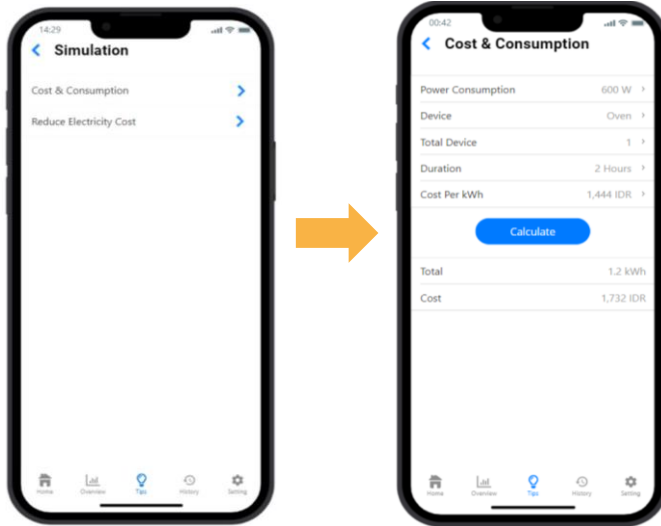 14:29
Simulation
Cost & Consumption
Reduce Electricity Cost
Home Overview Tips History Setting
00:42
Cost & Consumption
Power Consumption 600 W
Device Oven
Total Device 1
Duration 2 Hours
Cost Per kWh 1,444 IDR
Calculate
Total 1.2 kWh
Cost 1,732 IDR
Home Overview Tips History Setting